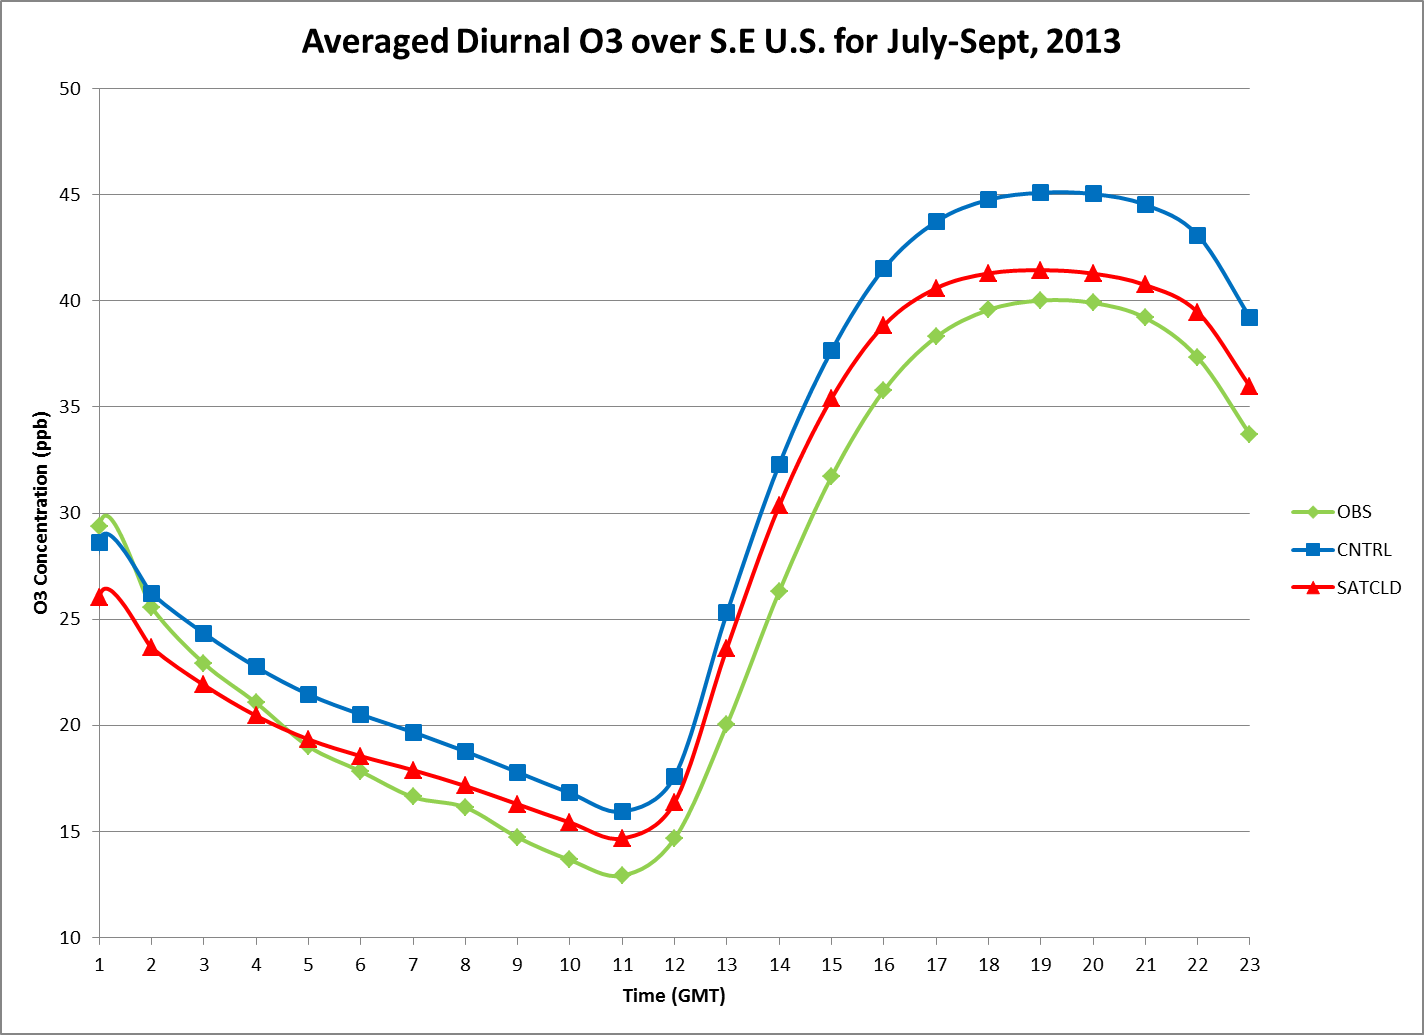 Averaged Diurnal O3 over S.E U.S. for July-Sept, 2013
50
45
40
35
30
25
20
15
10
O3 Concentration (ppb)
1 2 3 4 5 6 7 8 9 10 11 12 13 14 15 16 17 18 19 20 21 22 23
Time (GMT)
OBS
CNTRL
SATCLD